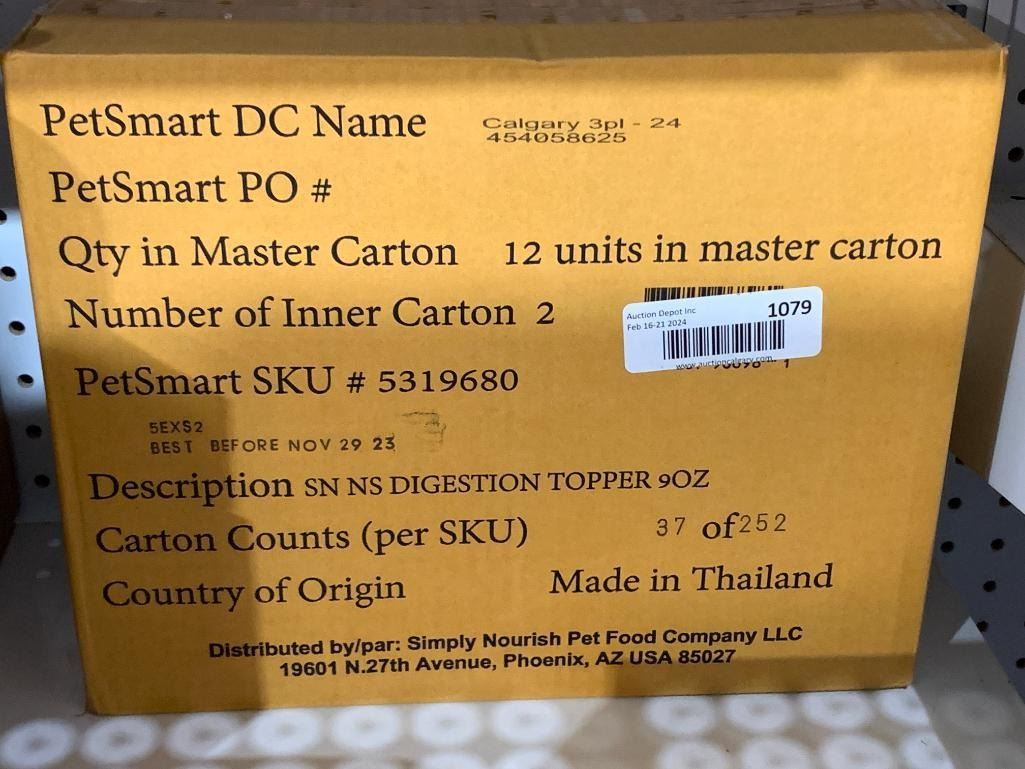 PetSmart DC Name Calgary 3pl - 24
454058625
PetSmart PO #
Qty in Master Carton 12 units in master carton
Number of Inner Carton 2
Auction Depot Inc 1079
Feb 16-21 2024
www.auctioncalgary.com
PetSmart SKU # 5319680
5EXS2
BEST BEFORE NOV 29 23
Description SN NS DIGESTION TOPPER 9OZ
Carton Counts (per SKU) 37 of 252
Country of Origin Made in Thailand
Distributed by/par: Simply Nourish Pet Food Company LLC
19601 N.27th Avenue, Phoenix, AZ USA 85027